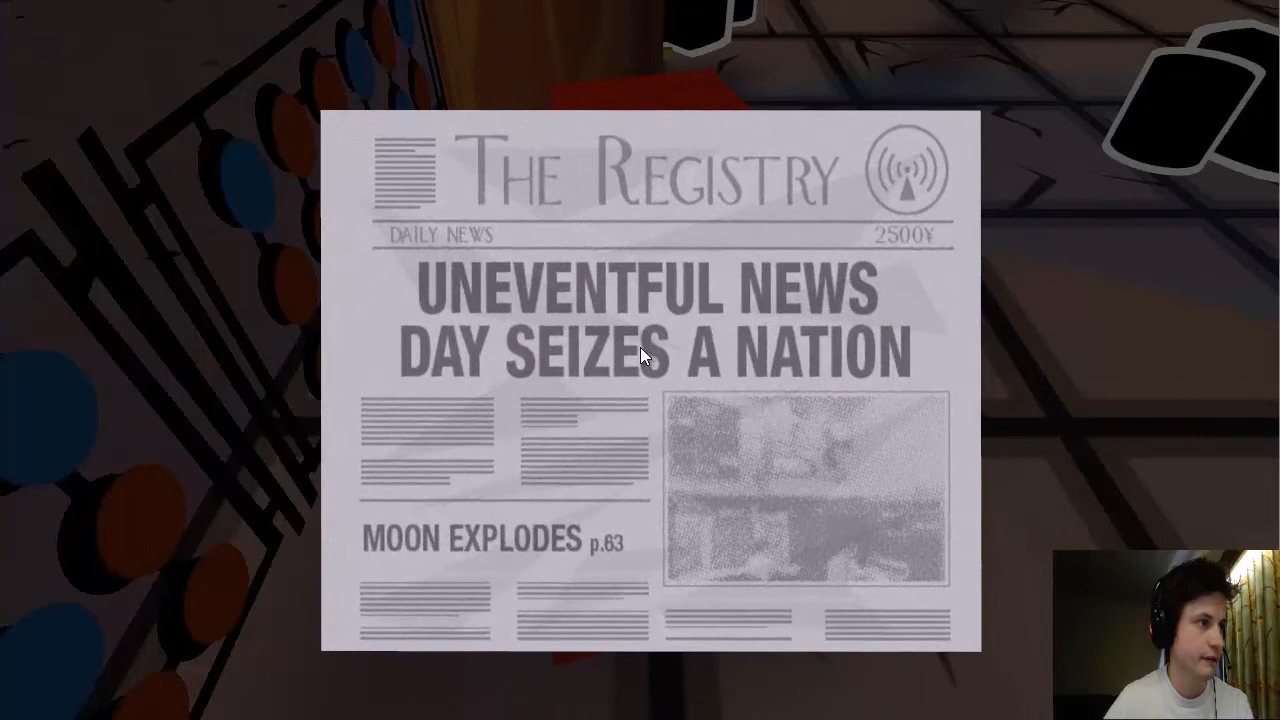 THE REGISTRY
DAILY NEWS 2500¥
UNEVENTFUL NEWS
DAY SEIZES A NATION
MOON EXPLODES p.63